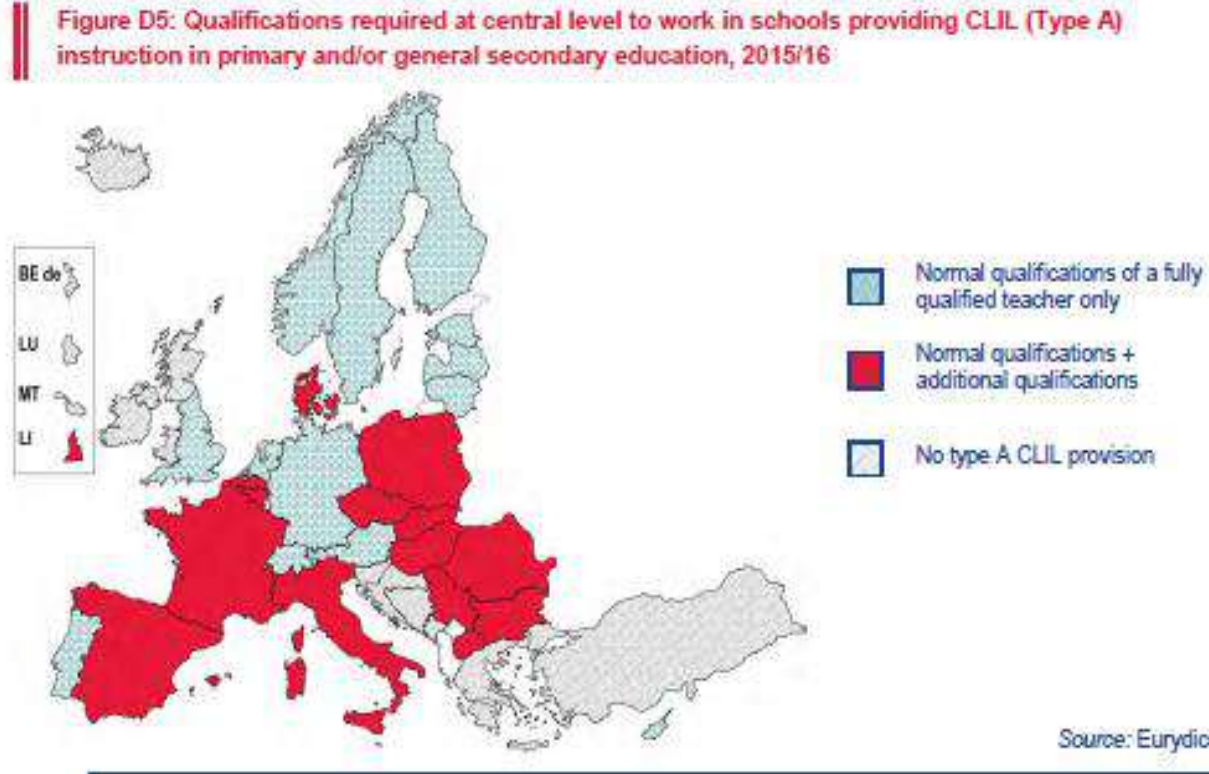 Figure D5: Qualifications required at central level to work in schools providing CLIL (Type A)
instruction in primary and/or general secondary education, 2015/16
BE de
LU
MT
LI
Normal qualifications of a fully
qualified teacher only
Normal qualifications +
additional qualifications
No type A CLIL provision
Source: Eurydic